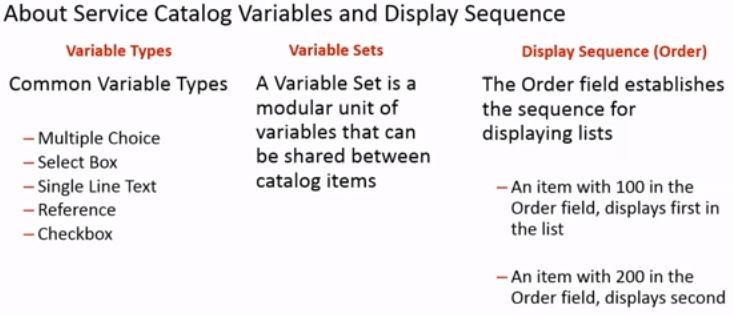 About Service Catalog Variables and Display Sequence
Variable Types
Common Variable Types
– Multiple Choice
– Select Box
– Single Line Text
– Reference
– Checkbox
Variable Sets
A Variable Set is a
modular unit of
variables that can
be shared between
catalog items
Display Sequence (Order)
The Order field establishes
the sequence for
displaying lists
– An item with 100 in the
Order field, displays first in
the list
– An item with 200 in the
Order field, displays second